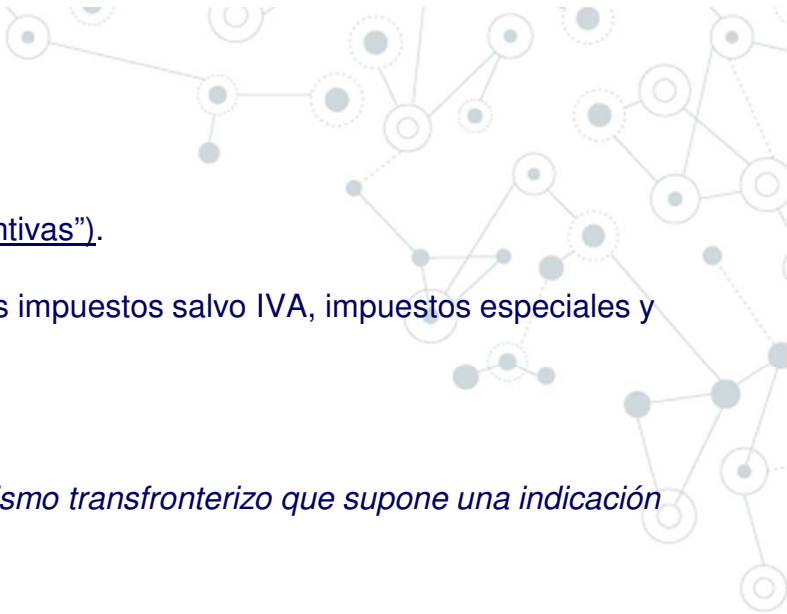 ntivas”).
s impuestos salvo IVA, impuestos especiales y
ismo transfronterizo que supone una indicación